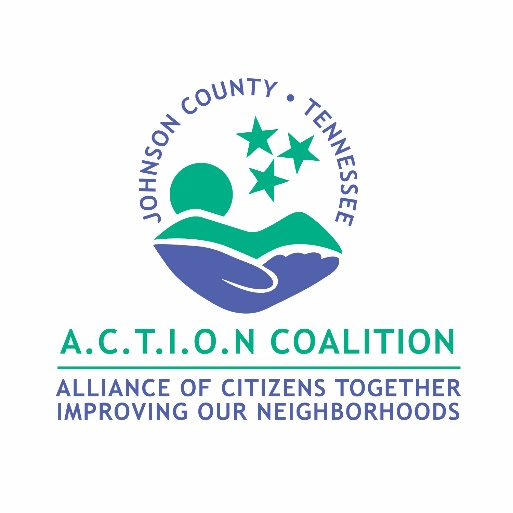 JOHNSON COUNTY • TENNESSEE
A.C.T.I.O.N COALITION
ALLIANCE OF CITIZENS TOGETHER
IMPROVING OUR NEIGHBORHOODS